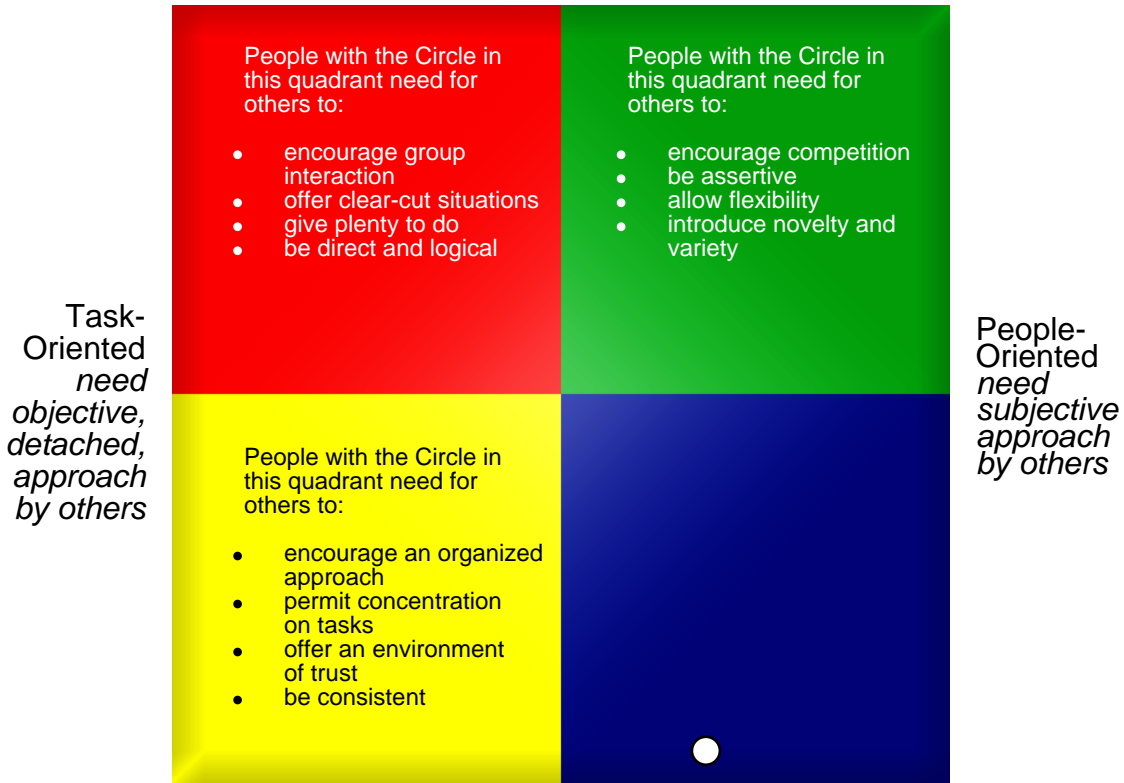 People with the Circle in
this quadrant need for
others to:
• encourage group
interaction
• offer clear-cut situations
• give plenty to do
• be direct and logical
People with the Circle in
this quadrant need for
others to:
• encourage competition
• be assertive
• allow flexibility
• introduce novelty and
variety
Task-
Oriented
need
objective,
detached,
approach
by others
People-
Oriented
need
subjective
approach
by others
People with the Circle in
this quadrant need for
others to:
• encourage an organized
approach
• permit concentration
on tasks
• offer an environment
of trust
• be consistent